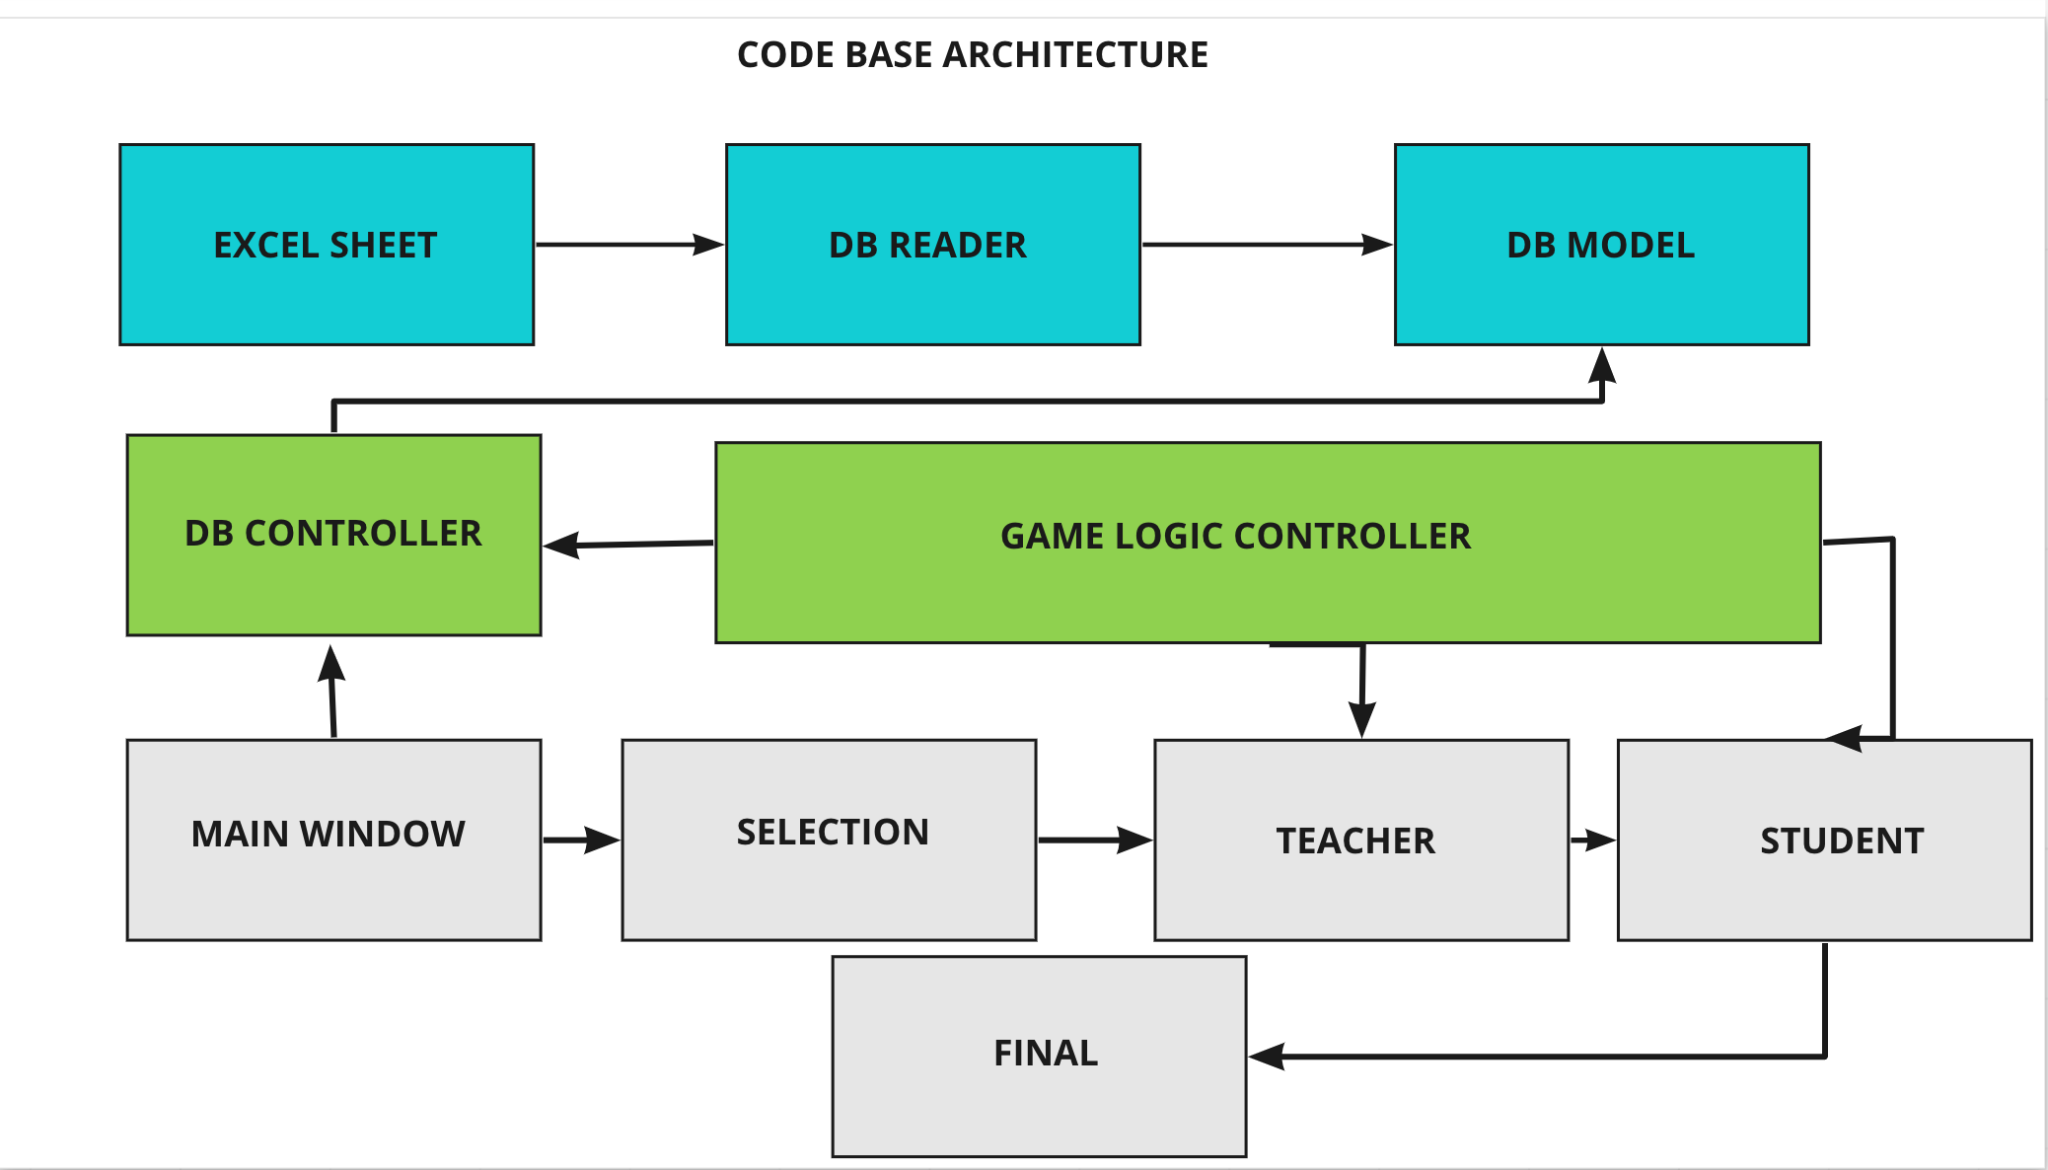 CODE BASE ARCHITECTURE
EXCEL SHEET
DB READER
DB MODEL
DB CONTROLLER
GAME LOGIC CONTROLLER
MAIN WINDOW
SELECTION
TEACHER
STUDENT
FINAL